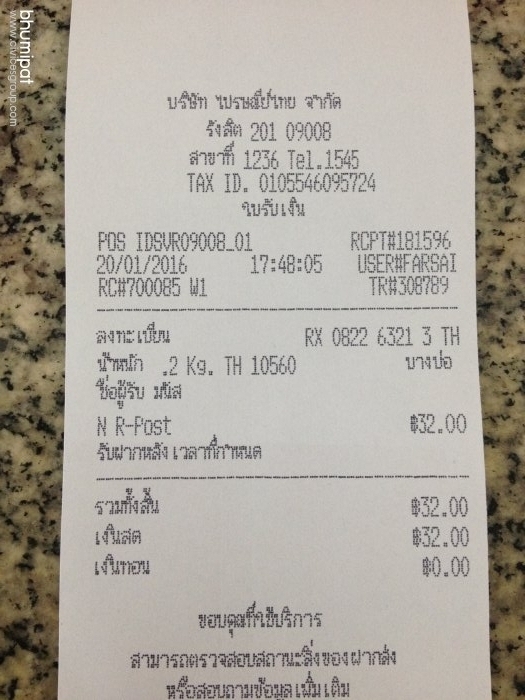 bhumipat
www.civicesgroup.com
บริษัท ไปรษณีย์ไทย จำกัด
รังสิต 201 09008
สาขาที่ 1236 Tel.1545
TAX ID. 0105546095724
ใบรับเงิน
POS IDSVR09008_01 RCPT#181596
20/01/2016 17:48:05 USER#FARSAI
RC#700085 W1 TR#308789
ลงทะเบียน RX 0822 6321 3 TH
น้ำหนัก .2 Kg. TH 10560 บางบ่อ
ชื่อผู้รับ มนัส
N R-Post ฿32.00
รับฝากหลังเวลาที่กำหนด
รวมทั้งสิ้น ฿32.00
เงินสด ฿32.00
เงินทอน ฿0.00
ขอบคุณที่ใช้บริการ
สามารถตรวจสอบสถานะสิ่งของฝากส่ง
หรือสอบถามข้อมูลเพิ่มเติม